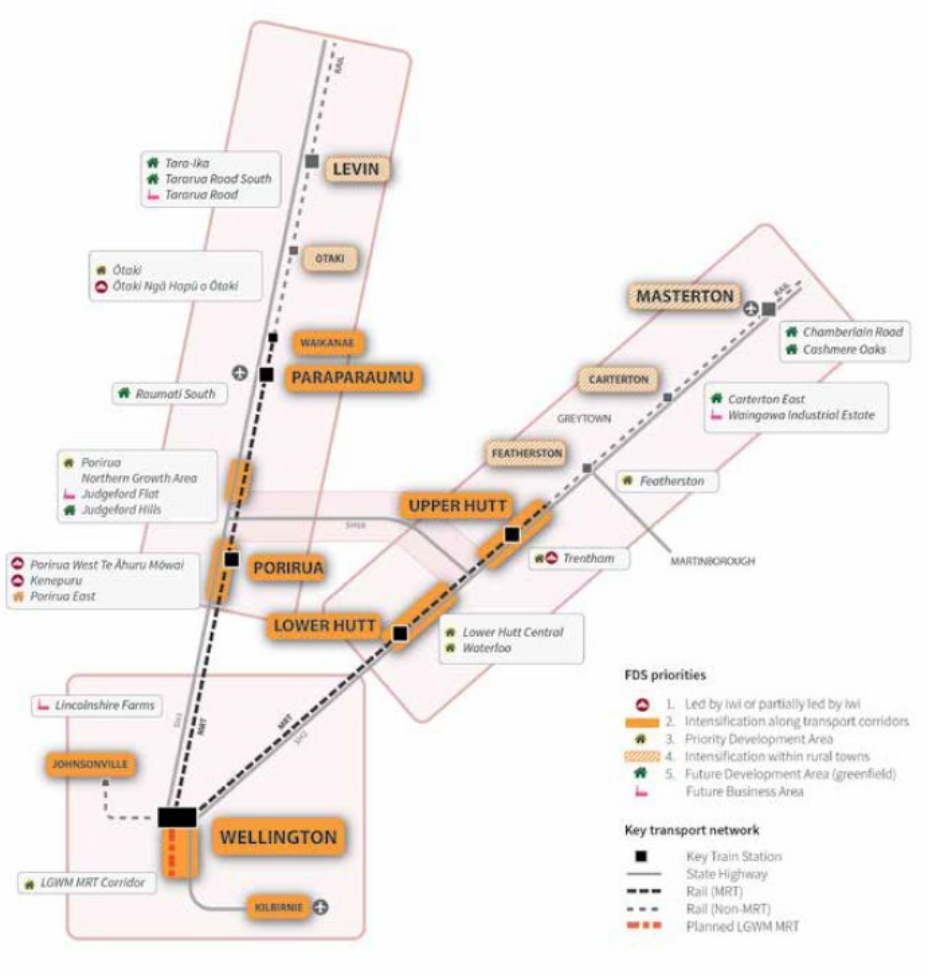 RAIL
Tara-Ika
Tararua Road South
Tararua Road
LEVIN
Ōtaki
Ōtaki Ngā Hapū o Ōtaki
OTAKI
MASTERTON
RAIL
Chamberlain Road
Cashmere Oaks
WAIKANAE
PARAPARAUMU
Raumati South
CARTERTON
GREYTOWN
Carterton East
Waingawa Industrial Estate
FEATHERSTON
Featherston
Porirua
Northern Growth Area
Judgeford Flat
Judgeford Hills
UPPER HUTT
SH58
Trentham
MARTINBOROUGH
Porirua West Te Āhuru Mōwai
Kenepuru
Porirua East
PORIRUA
LOWER HUTT
Lower Hutt Central
Waterloo
Lincolnshire Farms
SH1
MRT
MRT
SH2
JOHNSONVILLE
WELLINGTON
LGWM MRT Corridor
KILBIRNIE
FDS priorities
1. Led by iwi or partially led by iwi
2. Intensification along transport corridors
3. Priority Development Area
4. Intensification within rural towns
5. Future Development Area (greenfield)
Future Business Area
Key transport network
Key Train Station
State Highway
Rail (MRT)
Rail (Non-MRT)
Planned LGWM MRT